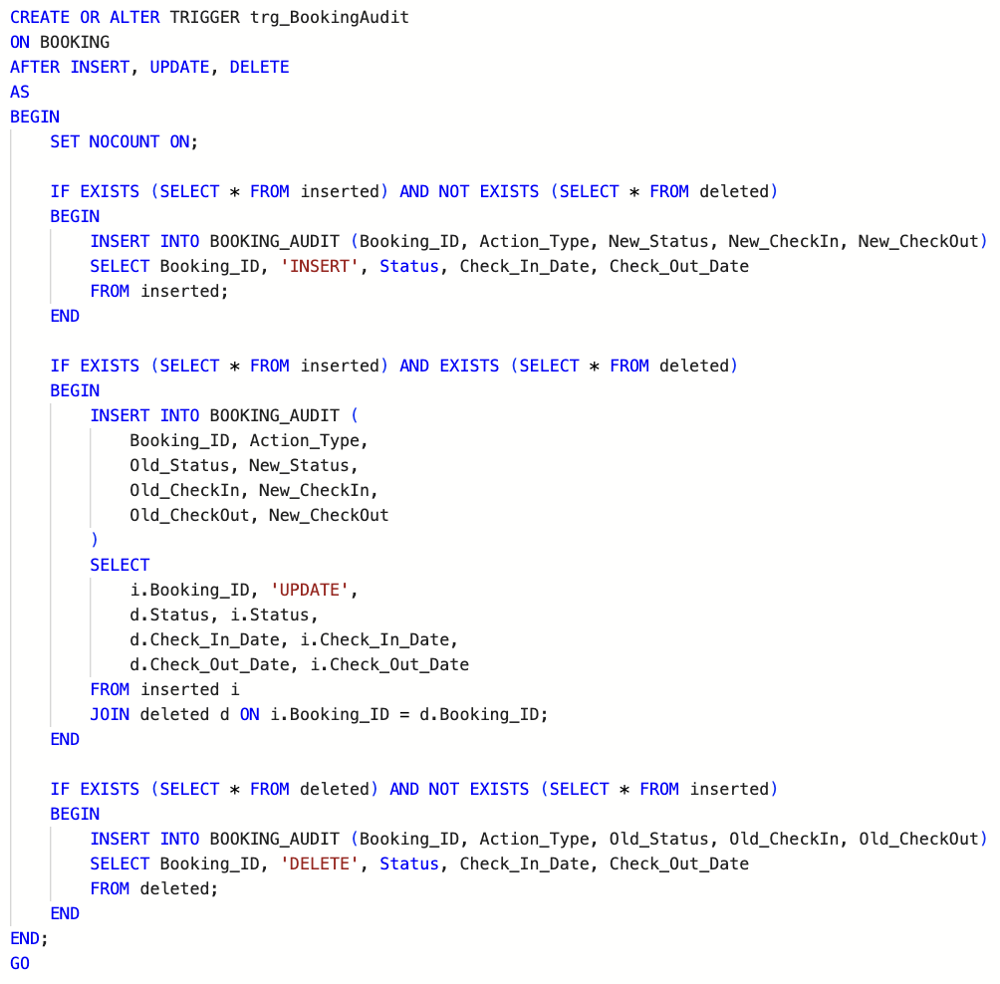 CREATE OR ALTER TRIGGER trg_BookingAudit
ON BOOKING
AFTER INSERT, UPDATE, DELETE
AS
BEGIN
    SET NOCOUNT ON;

    IF EXISTS (SELECT * FROM inserted) AND NOT EXISTS (SELECT * FROM deleted)
    BEGIN
        INSERT INTO BOOKING_AUDIT (Booking_ID, Action_Type, New_Status, New_CheckIn, New_CheckOut)
        SELECT Booking_ID, 'INSERT', Status, Check_In_Date, Check_Out_Date
        FROM inserted;
    END

    IF EXISTS (SELECT * FROM inserted) AND EXISTS (SELECT * FROM deleted)
    BEGIN
        INSERT INTO BOOKING_AUDIT (
            Booking_ID, Action_Type,
            Old_Status, New_Status,
            Old_CheckIn, New_CheckIn,
            Old_CheckOut, New_CheckOut
        )
        SELECT
            i.Booking_ID, 'UPDATE',
            d.Status, i.Status,
            d.Check_In_Date, i.Check_In_Date,
            d.Check_Out_Date, i.Check_Out_Date
        FROM inserted i
        JOIN deleted d ON i.Booking_ID = d.Booking_ID;
    END

    IF EXISTS (SELECT * FROM deleted) AND NOT EXISTS (SELECT * FROM inserted)
    BEGIN
        INSERT INTO BOOKING_AUDIT (Booking_ID, Action_Type, Old_Status, Old_CheckIn, Old_CheckOut)
        SELECT Booking_ID, 'DELETE', Status, Check_In_Date, Check_Out_Date
        FROM deleted;
    END
END;
GO